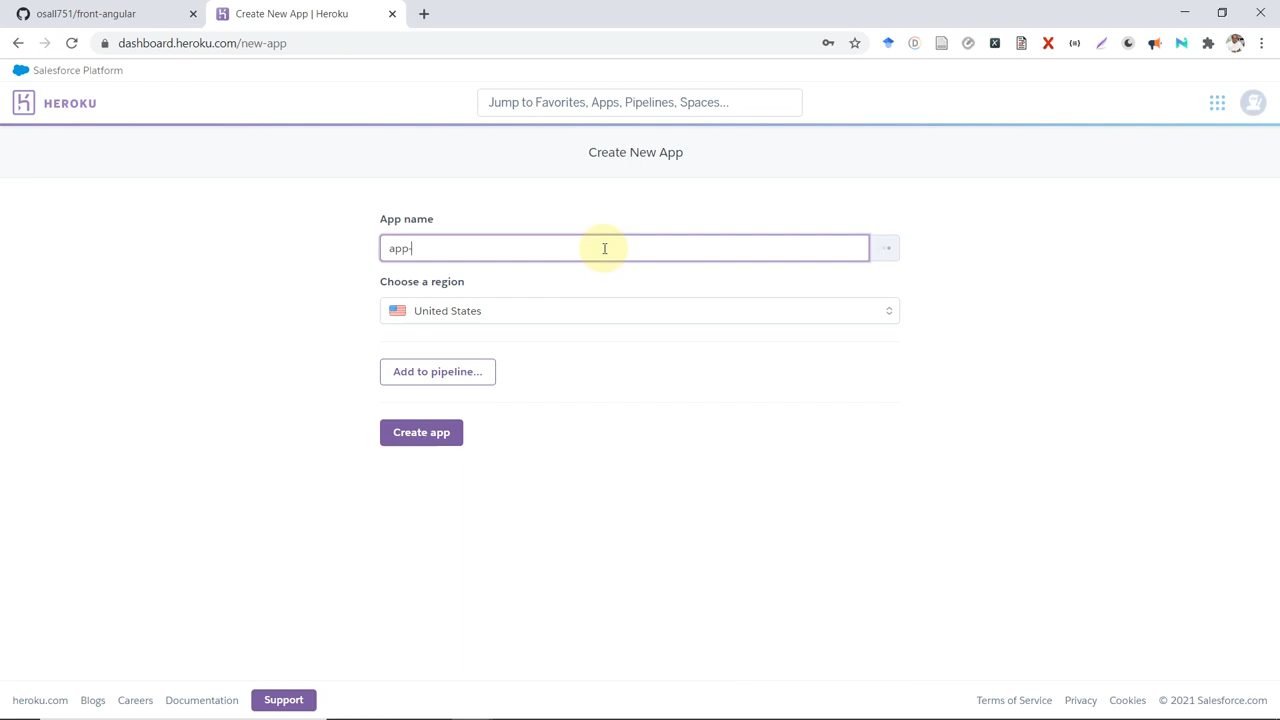 osall751/front-angular
Create New App | Heroku
dashboard.heroku.com/new-app
Salesforce Platform
HEROKU
Jump to Favorites, Apps, Pipelines, Spaces...
Create New App
App name
app-
Choose a region
United States
Add to pipeline...
Create app
heroku.com Blogs Careers Documentation Support Terms of Service Privacy Cookies © 2021 Salesforce.com